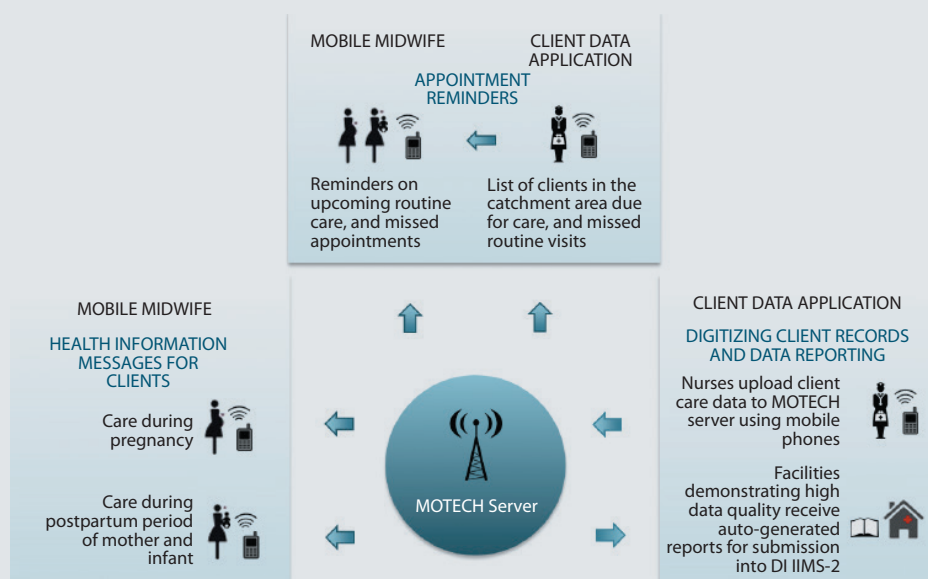 MOBILE MIDWIFE
CLIENT DATA
APPLICATION
APPOINTMENT
REMINDERS
Reminders on
upcoming routine
care, and missed
appointments
List of clients in the
catchment area due
for care, and missed
routine visits
MOBILE MIDWIFE
HEALTH INFORMATION
MESSAGES FOR
CLIENTS
Care during
pregnancy
Care during
postpartum period
of mother and
infant
MOTECH Server
CLIENT DATA APPLICATION
DIGITIZING CLIENT RECORDS
AND DATA REPORTING
Nurses upload client
care data to MOTECH
server using mobile
phones
Facilities
demonstrating high
data quality receive
auto-generated
reports for submission
into DI IIMS-2